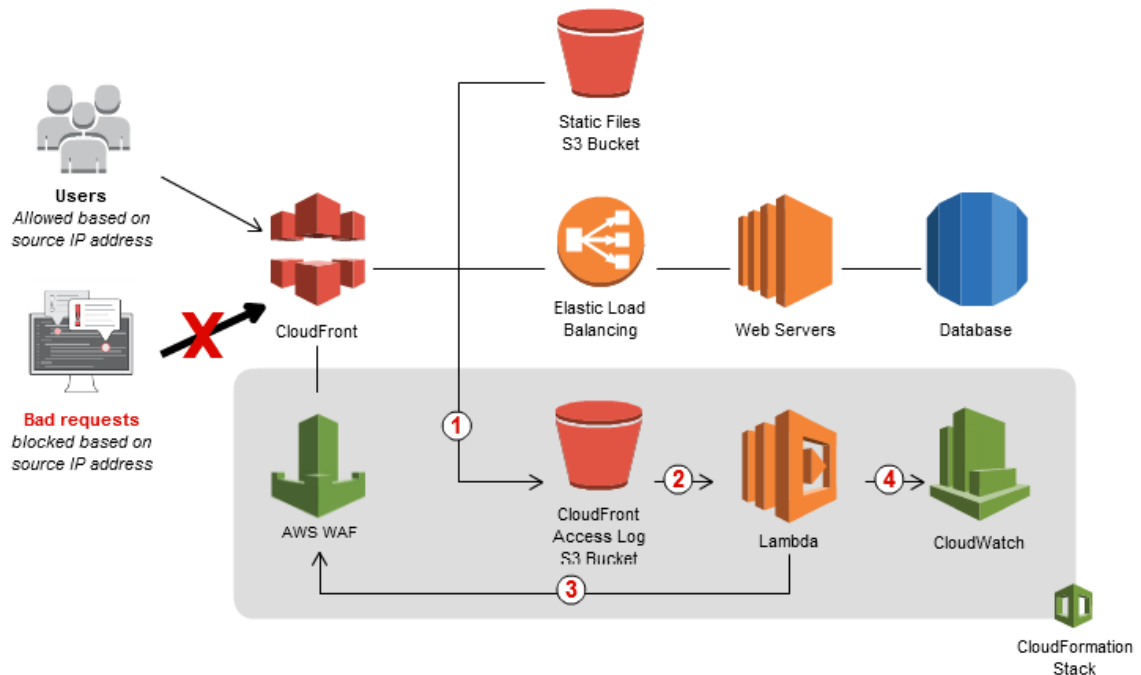 Static Files
S3 Bucket
Users
Allowed based on
source IP address
CloudFront
Elastic Load
Balancing
Web Servers
Database
X
Bad requests
blocked based on
source IP address
1
2
3
4
AWS WAF
CloudFront
Access Log
S3 Bucket
Lambda
CloudWatch
CloudFormation
Stack